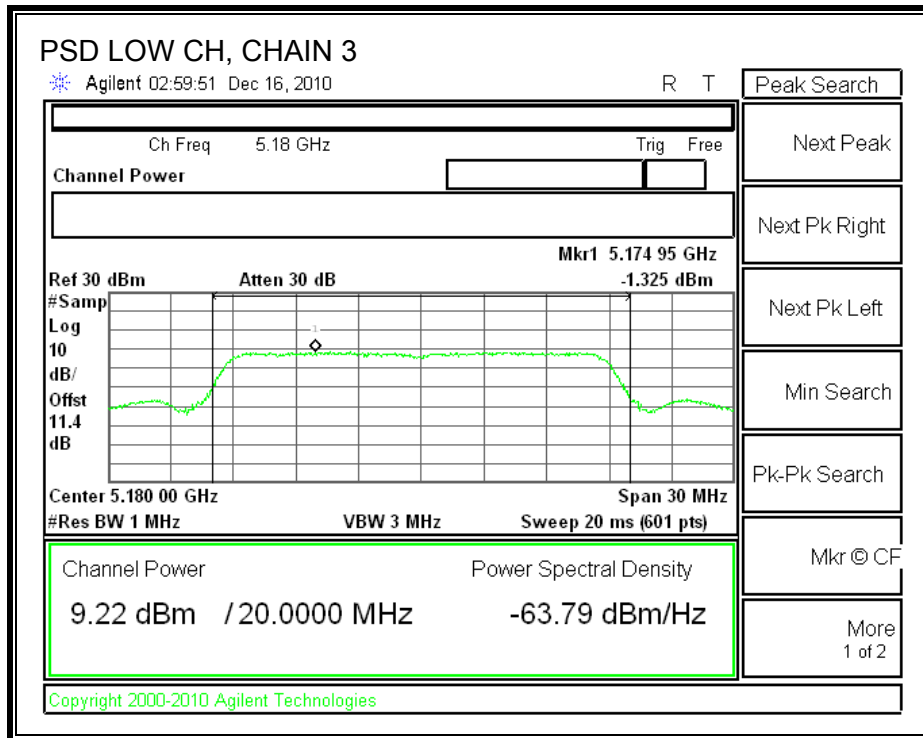 PSD LOW CH, CHAIN 3
Agilent 02:59:51 Dec 16, 2010 R T
Peak Search
Ch Freq 5.18 GHz Trig Free
Channel Power
Next Peak
Next Pk Right
Mkr1 5.174 95 GHz
Ref 30 dBm Atten 30 dB -1.325 dBm
#Samp
Log
10
dB/
Offst
11.4
dB
1
Next Pk Left
Min Search
Pk-Pk Search
Center 5.180 00 GHz Span 30 MHz
#Res BW 1 MHz VBW 3 MHz Sweep 20 ms (601 pts)
Channel Power Power Spectral Density
9.22 dBm / 20.0000 MHz -63.79 dBm/Hz
Mkr © CF
More
1 of 2
Copyright 2000-2010 Agilent Technologies